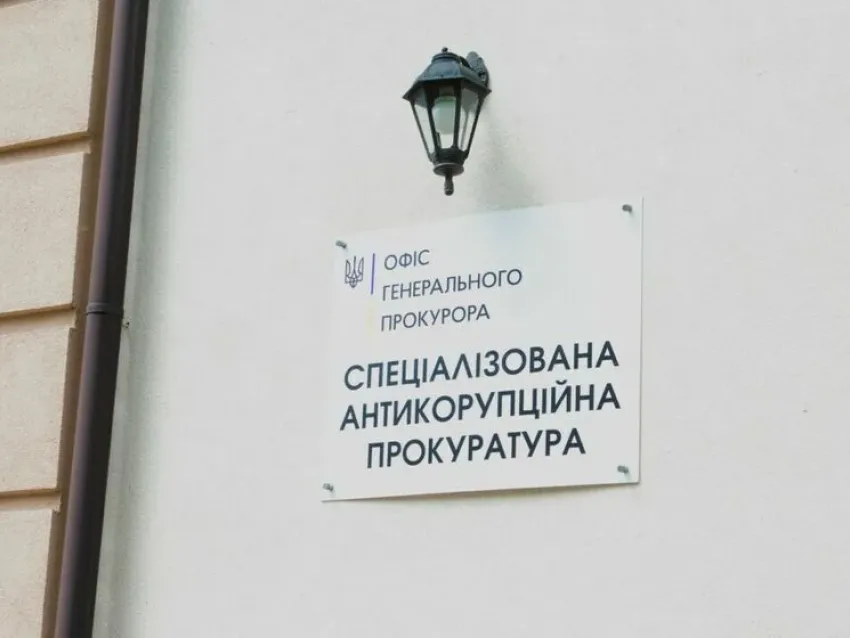 ОФІС
ГЕНЕРАЛЬНОГО
ПРОКУРОРА
СПЕЦІАЛІЗОВАНА
АНТИКОРУПЦІЙНА
ПРОКУРАТУРА